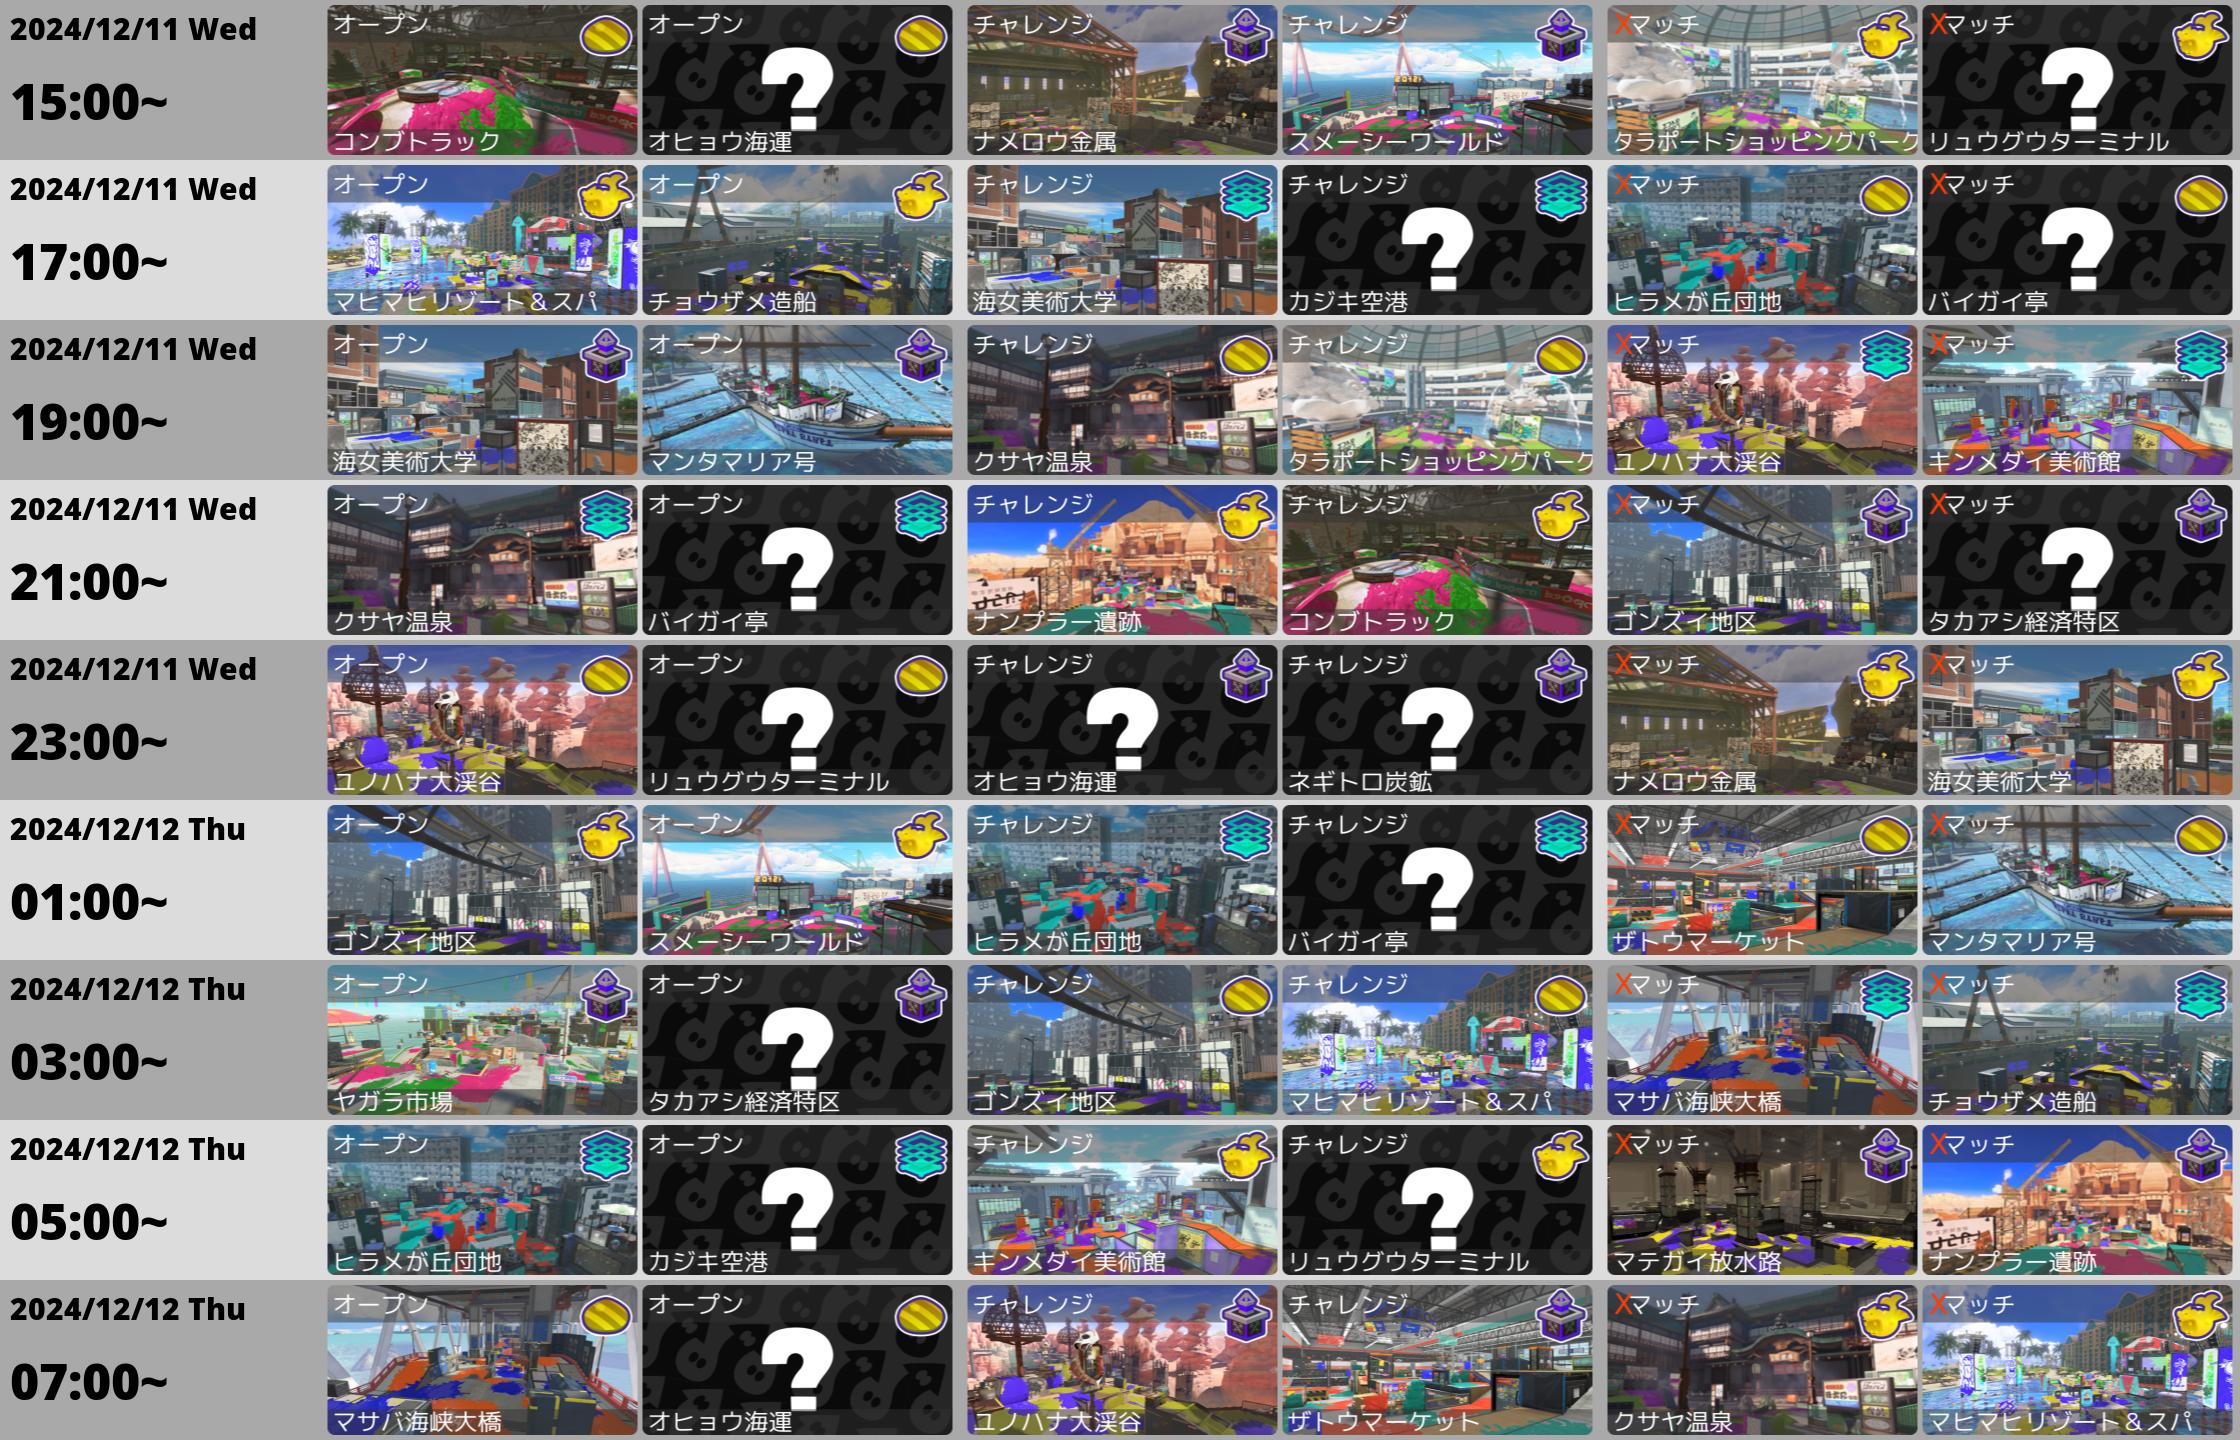 2024/12/11 Wed
15:00~
オープン
コンブトラック
オープン
オヒョウ海運
チャレンジ
ナメロウ金属
チャレンジ
スメーシーワールド
Xマッチ
タラポートショッピングパーク
Xマッチ
リュウグウターミナル
2024/12/11 Wed
17:00~
オープン
マヒマヒリゾート&スパ
オープン
チョウザメ造船
チャレンジ
海女美術大学
チャレンジ
カジキ空港
Xマッチ
ヒラメが丘団地
Xマッチ
バイガイ亭
2024/12/11 Wed
19:00~
オープン
海女美術大学
オープン
マンタマリア号
チャレンジ
クサヤ温泉
チャレンジ
タラポートショッピングパーク
Xマッチ
ユノハナ大渓谷
Xマッチ
キンメダイ美術館
2024/12/11 Wed
21:00~
オープン
クサヤ温泉
オープン
バイガイ亭
チャレンジ
ナンプラー遺跡
チャレンジ
コンブトラック
Xマッチ
ゴンズイ地区
Xマッチ
タカアシ経済特区
2024/12/11 Wed
23:00~
オープン
ユノハナ大渓谷
オープン
リュウグウターミナル
チャレンジ
オヒョウ海運
チャレンジ
ネギトロ炭鉱
Xマッチ
ナメロウ金属
Xマッチ
海女美術大学
2024/12/12 Thu
01:00~
オープン
ゴンズイ地区
オープン
スメーシーワールド
チャレンジ
ヒラメが丘団地
チャレンジ
バイガイ亭
Xマッチ
ザトウマーケット
Xマッチ
マンタマリア号
2024/12/12 Thu
03:00~
オープン
ヤガラ市場
オープン
タカアシ経済特区
チャレンジ
ゴンズイ地区
チャレンジ
マヒマヒリゾート&スパ
Xマッチ
マサバ海峡大橋
Xマッチ
チョウザメ造船
2024/12/12 Thu
05:00~
オープン
ヒラメが丘団地
オープン
カジキ空港
チャレンジ
キンメダイ美術館
チャレンジ
リュウグウターミナル
Xマッチ
マテガイ放水路
Xマッチ
ナンプラー遺跡
2024/12/12 Thu
07:00~
オープン
マサバ海峡大橋
オープン
オヒョウ海運
チャレンジ
ユノハナ大渓谷
チャレンジ
ザトウマーケット
Xマッチ
クサヤ温泉
Xマッチ
マヒマヒリゾート&スパ